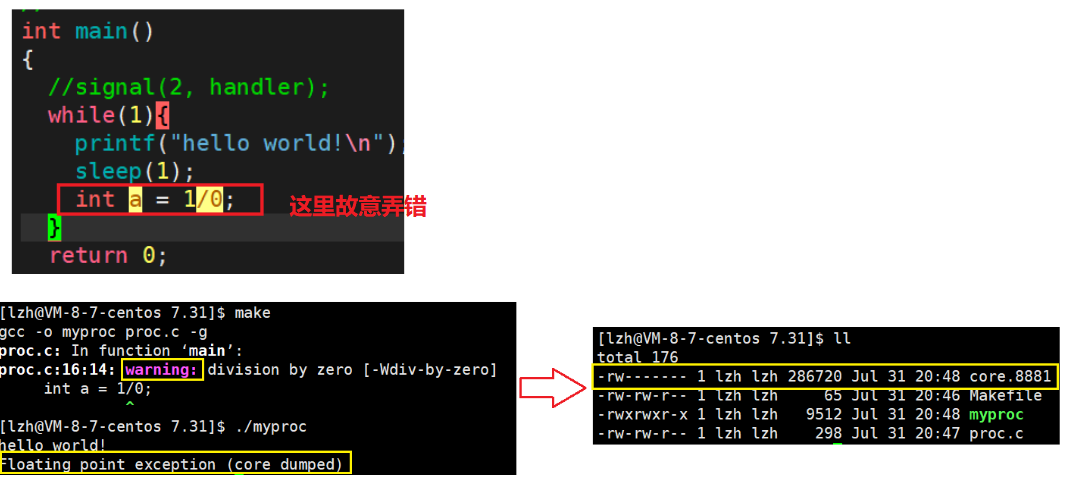 int main()
{
//signal(2, handler);
while(1){
printf("hello world!\n");
sleep(1);
int a = 1/0;
这里故意弄错
}
return 0;
[lzh@VM-8-7-centos 7.31]$ make
gcc -o myproc proc.c -g
proc.c: In function ‘main’:
proc.c:16:14: warning: division by zero [-Wdiv-by-zero]
int a = 1/0;
^
[lzh@VM-8-7-centos 7.31]$ ./myproc
hello world!
Floating point exception (core dumped)
[lzh@VM-8-7-centos 7.31]$ ll
total 176
-rw------- 1 lzh lzh 286720 Jul 31 20:48 core.8881
-rw-rw-r-- 1 lzh lzh 65 Jul 31 20:46 Makefile
-rwxrwxr-x 1 lzh lzh 9512 Jul 31 20:48 myproc
-rw-rw-r-- 1 lzh lzh 298 Jul 31 20:47 proc.c